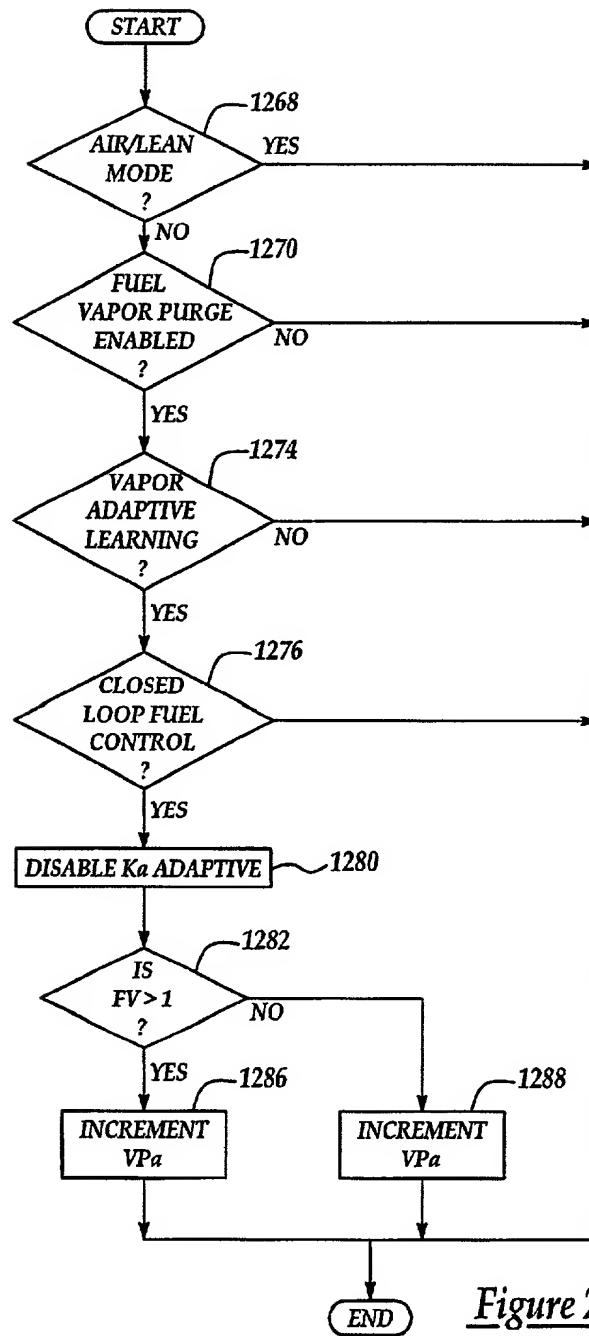 START
1268
AIR/LEAN
MODE
?
YES
NO
1270
FUEL
VAPOR PURGE
ENABLED
?
NO
YES
1274
VAPOR
ADAPTIVE
LEARNING
?
NO
YES
1276
CLOSED
LOOP FUEL
CONTROL
?
YES
DISABLE Ka ADAPTIVE
1280
1282
IS
FV > 1
?
NO
YES
1286
1288
INCREMENT
VPa
INCREMENT
VPa
END
Figure